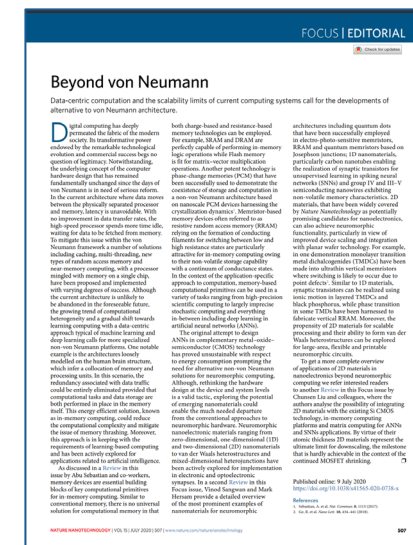 FOCUS | EDITORIAL
Check for updates
Beyond von Neumann
Data-centric computation and the scalability limits of current computing systems call for the developments of
alternative to von Neumann architecture.
Digital computing has deeply
permeated the fabric of the modern
society. Its transformative power
endowed by the remarkable technological
evolution and commercial success begs no
question of legitimacy. Notwithstanding,
the underlying concept of the computer
hardware design that has remained
fundamentally unchanged since the days of
von Neumann is in need of serious reform.
In the current architecture where data moves
between the physically separated processor
and memory, latency is unavoidable. With
no improvement in data transfer rates, the
high-speed processor spends more time idle,
waiting for data to be fetched from memory.
To mitigate this issue within the von
Neumann framework a number of solutions
including caching, multi-threading, new
types of random access memory and
near-memory computing, with a processor
mingled with memory on a single chip,
have been proposed and implemented
with varying degrees of success. Although
the current architecture is unlikely to
be abandoned in the foreseeable future,
the growing trend of computational
heterogeneity and a gradual shift towards
learning computing with a data-centric
approach typical of machine learning and
deep learning calls for more specialized
non-von Neumann platforms. One notable
example is the architectures loosely
modelled on the human brain structure,
which infer a collocation of memory and
processing units. In this scenario, the
redundancy associated with data traffic
could be entirely eliminated provided that
computational tasks and data storage are
both performed in place in the memory
itself. This energy efficient solution, known
as in-memory computing, could reduce
the computational complexity and mitigate
the issue of memory thrashing. Moreover,
this approach is in keeping with the
requirements of learning-based computing
and has been actively explored for
applications related to artificial intelligence.
As discussed in a Review in this
issue by Abu Sebastian and co-workers,
memory devices are essential building
blocks of key computational primitives
for in-memory computing. Similar to
conventional memory, there is no universal
solution for computational memory in that
both charge-based and resistance-based
memory technologies can be employed.
For example, SRAM and DRAM are
perfectly capable of performing in-memory
logic operations while Flash memory
is fit for matrix–vector multiplication
operations. Another potent technology is
phase-change memories (PCM) that have
been successfully used to demonstrate the
coexistence of storage and computation in
a non-von Neumann architecture based
on nanoscale PCM devices harnessing the
crystallization dynamics¹. Memristor-based
memory devices often referred to as
resistive random access memory (RRAM)
relying on the formation of conducting
filaments for switching between low and
high resistance states are particularly
attractive for in-memory computing owing
to their non-volatile storage capability
with a continuum of conductance states.
In the context of the application-specific
approach to computation, memory-based
computational primitives can be used in a
variety of tasks ranging from high-precision
scientific computing to largely imprecise
stochastic computing and everything
in-between including deep learning in
artificial neural networks (ANNs).
The original attempt to design
ANNs in complementary metal–oxide–
semiconductor (CMOS) technology
has proved unsustainable with respect
to energy consumption prompting the
need for alternative non-von Neumann
solutions for neuromorphic computing.
Although, rethinking the hardware
design at the device and system levels
is a valid tactic, exploring the potential
of emerging nanomaterials could
enable the much needed departure
from the conventional approaches to
neuromorphic hardware. Neuromorphic
nanoelectronic materials ranging from
zero-dimensional, one-dimensional (1D)
and two-dimensional (2D) nanomaterials
to van der Waals heterostructures and
mixed-dimensional heterojunctions have
been actively explored for implementation
in electronic and optoelectronic
synapses. In a second Review in this
Focus issue, Vinod Sangwan and Mark
Hersam provide a detailed overview
of the most prominent examples of
nanomaterials for neuromorphic
architectures including quantum dots
that have been successfully employed
in electro-photo-sensitive memristors,
RRAM and quantum memristors based on
Josephson junctions; 1D nanomaterials,
particularly carbon nanotubes enabling
the realization of synaptic transistors for
unsupervised learning in spiking neural
networks (SNNs) and group IV and III–V
semiconducting nanowires exhibiting
non-volatile memory characteristics. 2D
materials, that have been widely covered
by Nature Nanotechnology as potentially
promising candidates for nanoelectronics,
can also achieve neuromorphic
functionality, particularly in view of
improved device scaling and integration
with planar wafer technology. For example,
in one demonstration monolayer transition
metal dichalcogenides (TMDCs) have been
made into ultrathin vertical memristors
where switching is likely to occur due to
point defects². Similar to 1D materials,
synaptic transistors can be realized, using
ionic motion in layered TMDCs and
black phosphorus, while phase transition
in some TMDCs have been harnessed to
fabricate vertical RRAM. Moreover, the
propensity of 2D materials for scalable
processing and their ability to form van der
Waals heterostructures can be explored
for large-area, flexible and printable
neuromorphic circuits.
To get a more complete overview
of applications of 2D materials in
nanoelectronics beyond neuromorphic
computing we refer interested readers
to another Review in this Focus issue by
Chunsen Liu and colleagues, where the
authors analyse the possibility of integrating
2D materials with the existing Si CMOS
technology, in-memory computing
platforms and matrix computing for ANNs
and SNNs applications. By virtue of their
atomic thickness 2D materials represent the
ultimate limit for downscaling, the milestone
that is hardly achievable in the context of the
continued MOSFET shrinking. ❐
Published online: 9 July 2020
https://doi.org/10.1038/s41565-020-0738-x
References
1. Sebastian, A. et al. Nat. Commun. 8, 1115 (2017).
2. Ge, R. et al. Nano Lett. 18, 434–441 (2018).
NATURE NANOTECHNOLOGY | VOL 15 | JULY 2020 | 507 | www.nature.com/naturenanotechnology
507